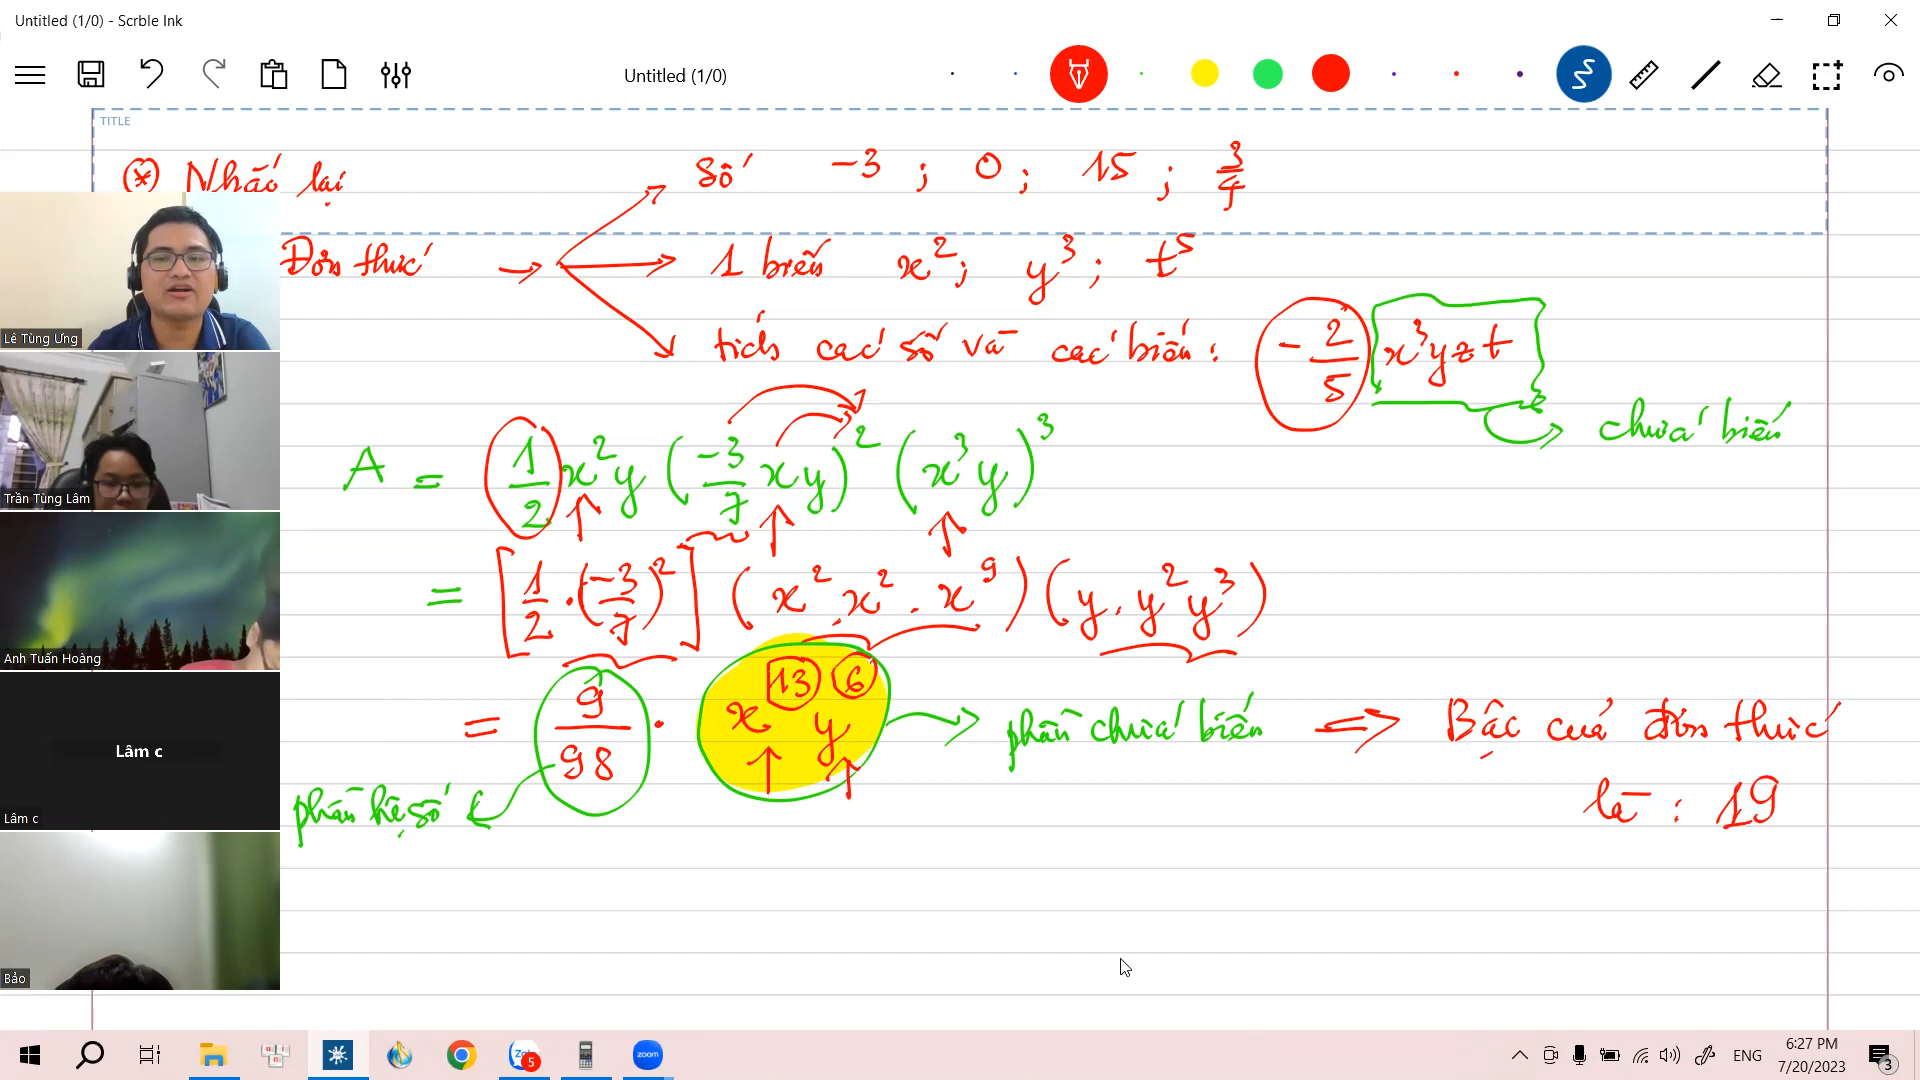 Untitled (1/0) - Scrble Ink
Untitled (1/0)
TITLE
(*) Nhắc lại
Số -3 ; 0 ; 15 ; 3/4
Đơn thức → 1 biến x²; y³; t⁵
tích các số và các biến : -2/5 x³yzt
chứa biến
A = 1/2 x²y (-3/7 xy)² (x³y)³
= [1/2 . (-3/7)²] (x² . x² . x⁹) (y . y² y³)
= 9/98 . x¹³ y⁶ → phần chứa biến ⇒ Bậc của đơn thức
phần hệ số
là : 19
Lê Tùng Ưng
Trần Tùng Lâm
Anh Tuấn Hoàng
Lâm c
Lâm c
Bảo
Zalo
5
zoom
ENG
6:27 PM
7/20/2023
3